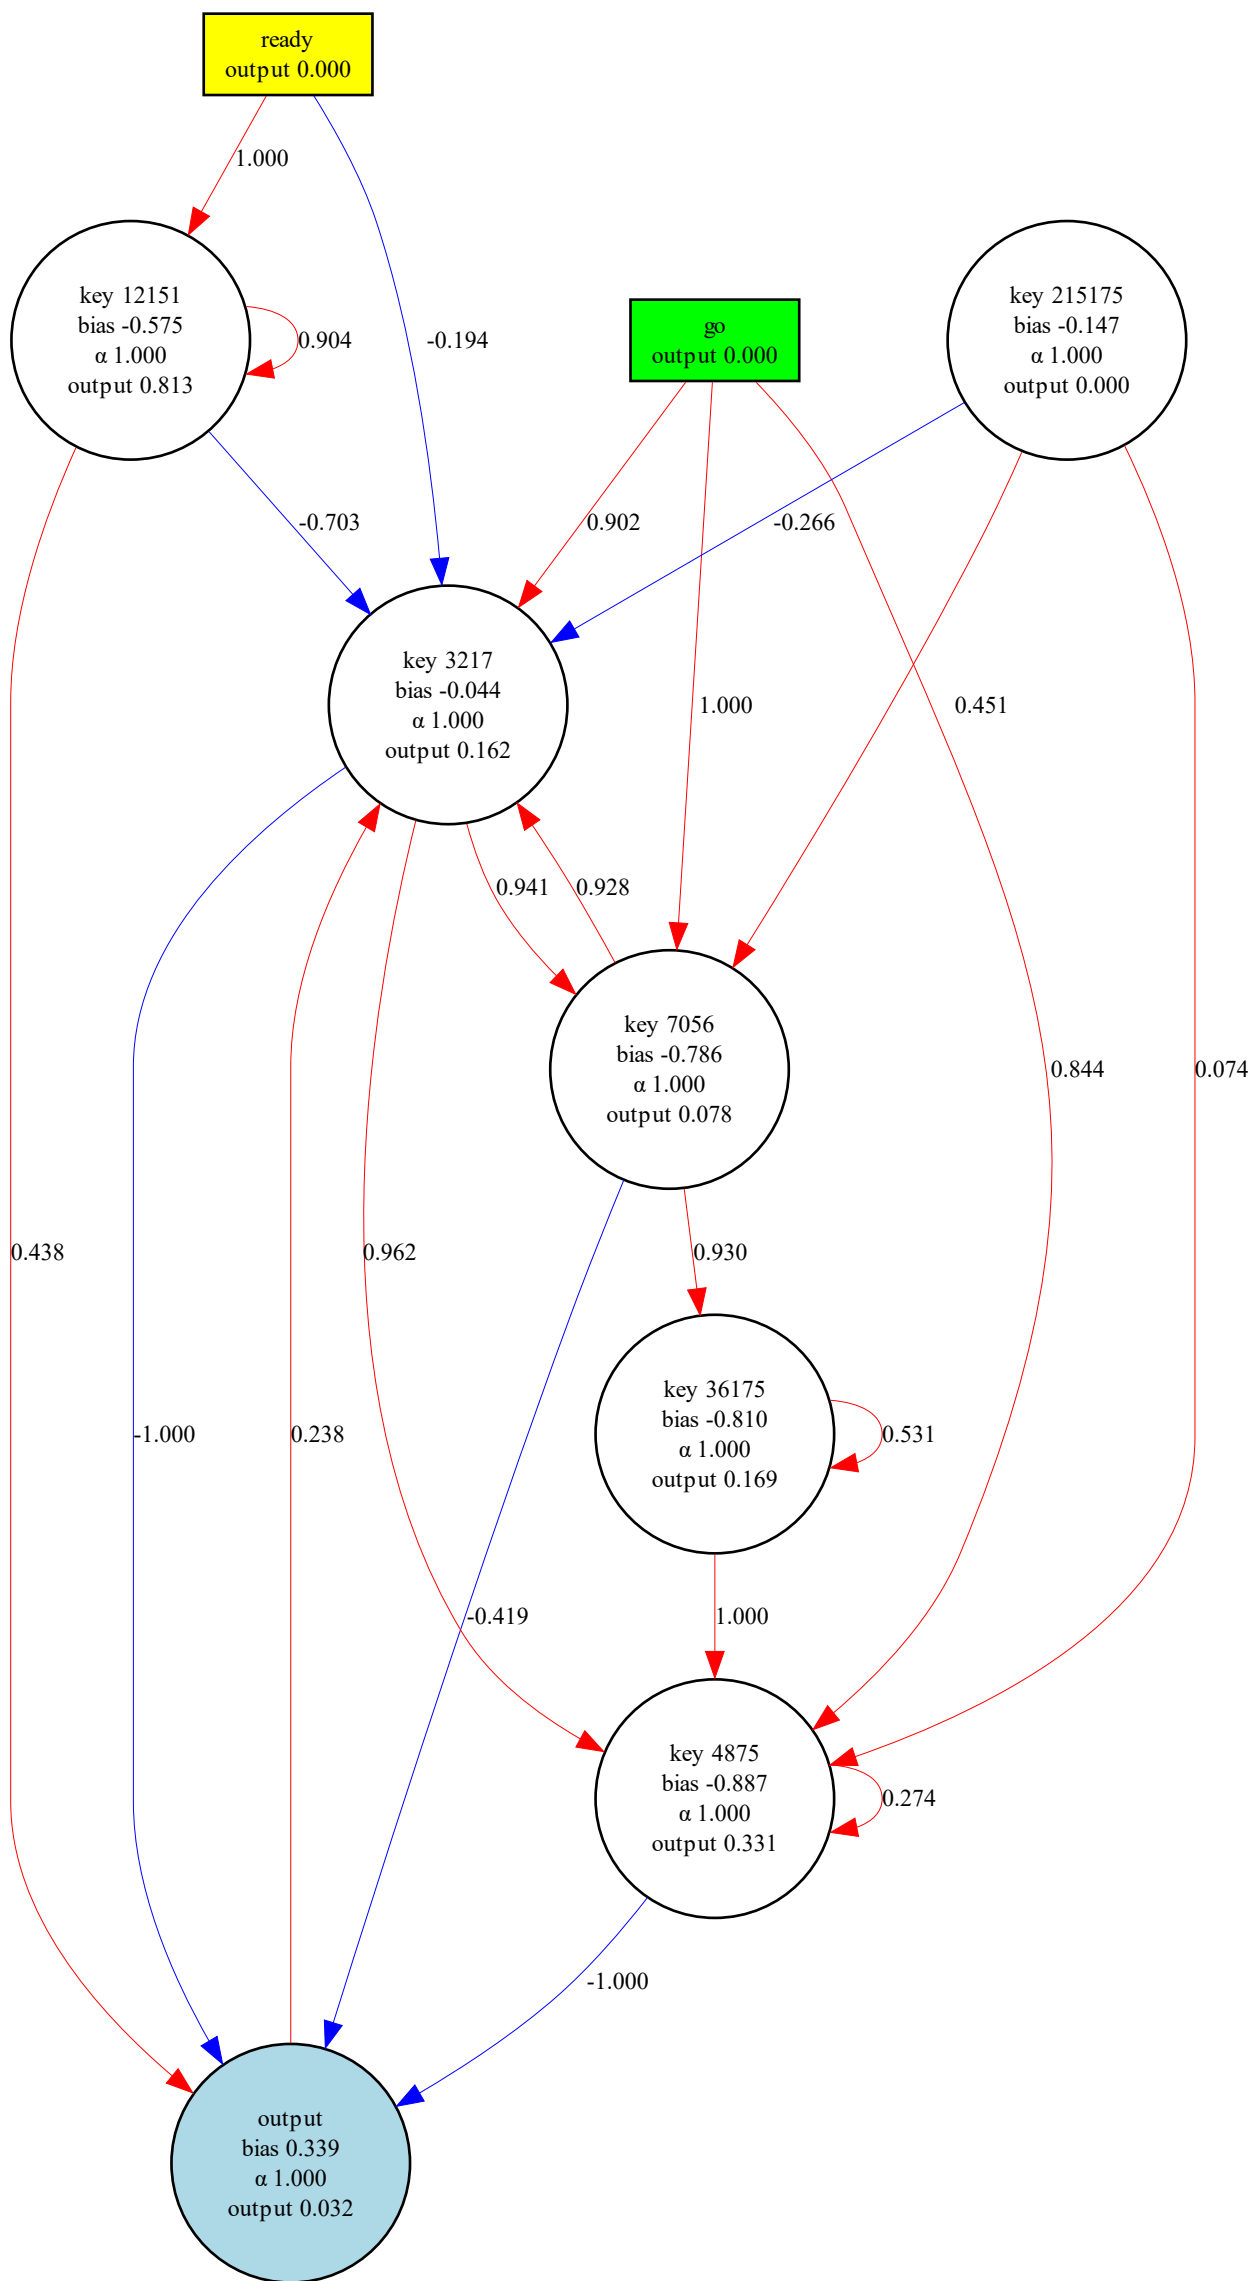 ready
output 0.000
1.000
key 12151
bias -0.575
α 1.000
output 0.813
0.904
-0.194
go
output 0.000
key 215175
bias -0.147
α 1.000
output 0.000
-0.703
0.902
-0.266
key 3217
bias -0.044
α 1.000
output 0.162
1.000
0.451
0.941
0.928
key 7056
bias -0.786
α 1.000
output 0.078
0.844
0.074
0.438
0.962
0.930
key 36175
bias -0.810
α 1.000
output 0.169
-1.000
0.238
0.531
-0.419
1.000
key 4875
bias -0.887
α 1.000
output 0.331
0.274
-1.000
output
bias 0.339
α 1.000
output 0.032